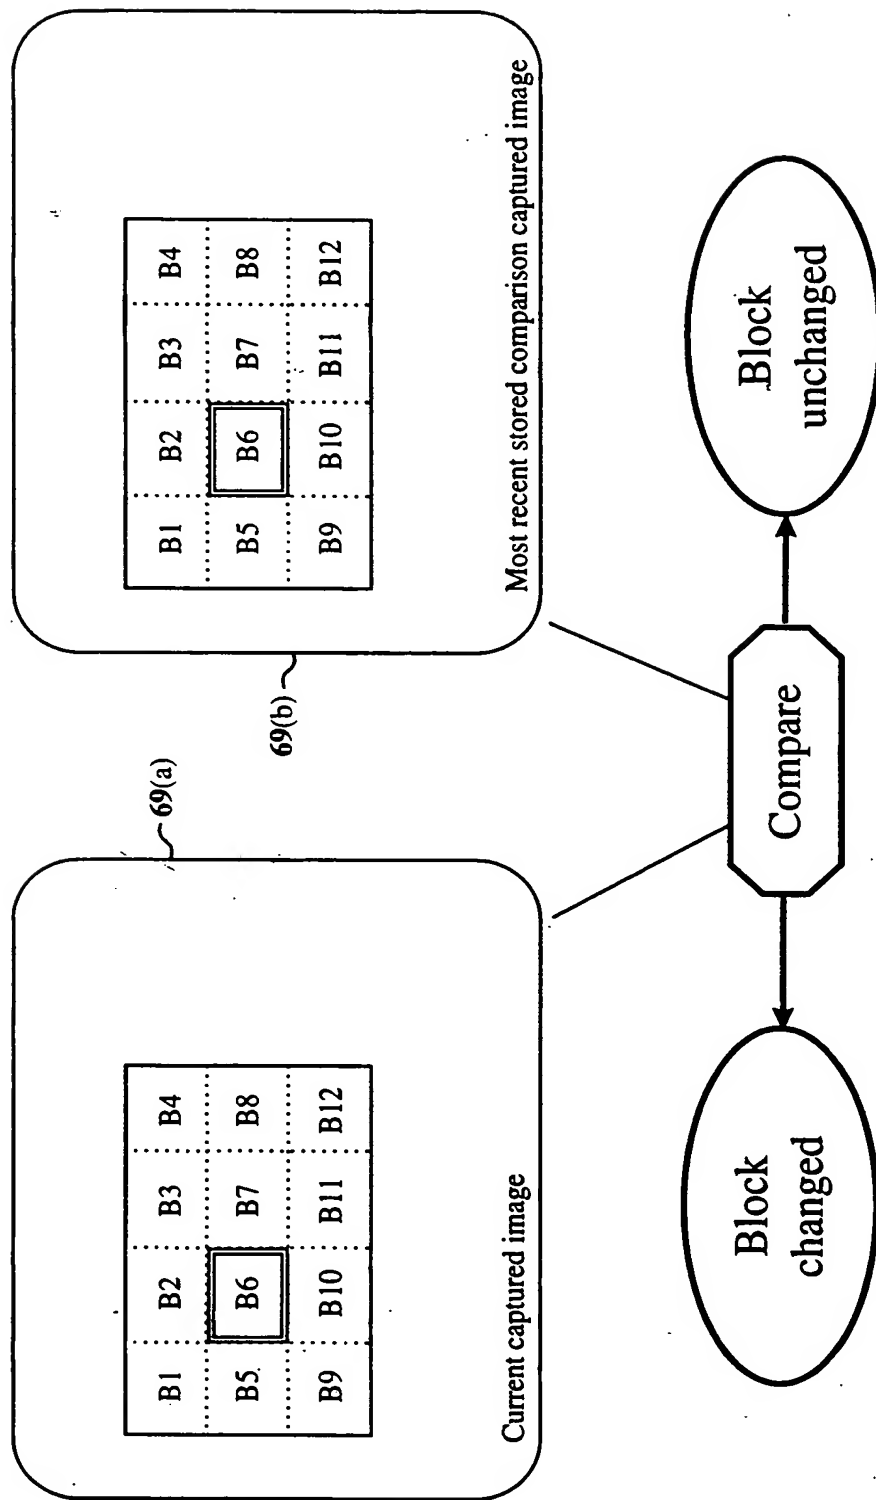 69(a)
69(b)
B1 B2 B3 B4
B5 B6 B7 B8
B9 B10 B11 B12
Current captured image
B1 B2 B3 B4
B5 B6 B7 B8
B9 B10 B11 B12
Most recent stored comparison captured image
Block
changed
Compare
Block
unchanged